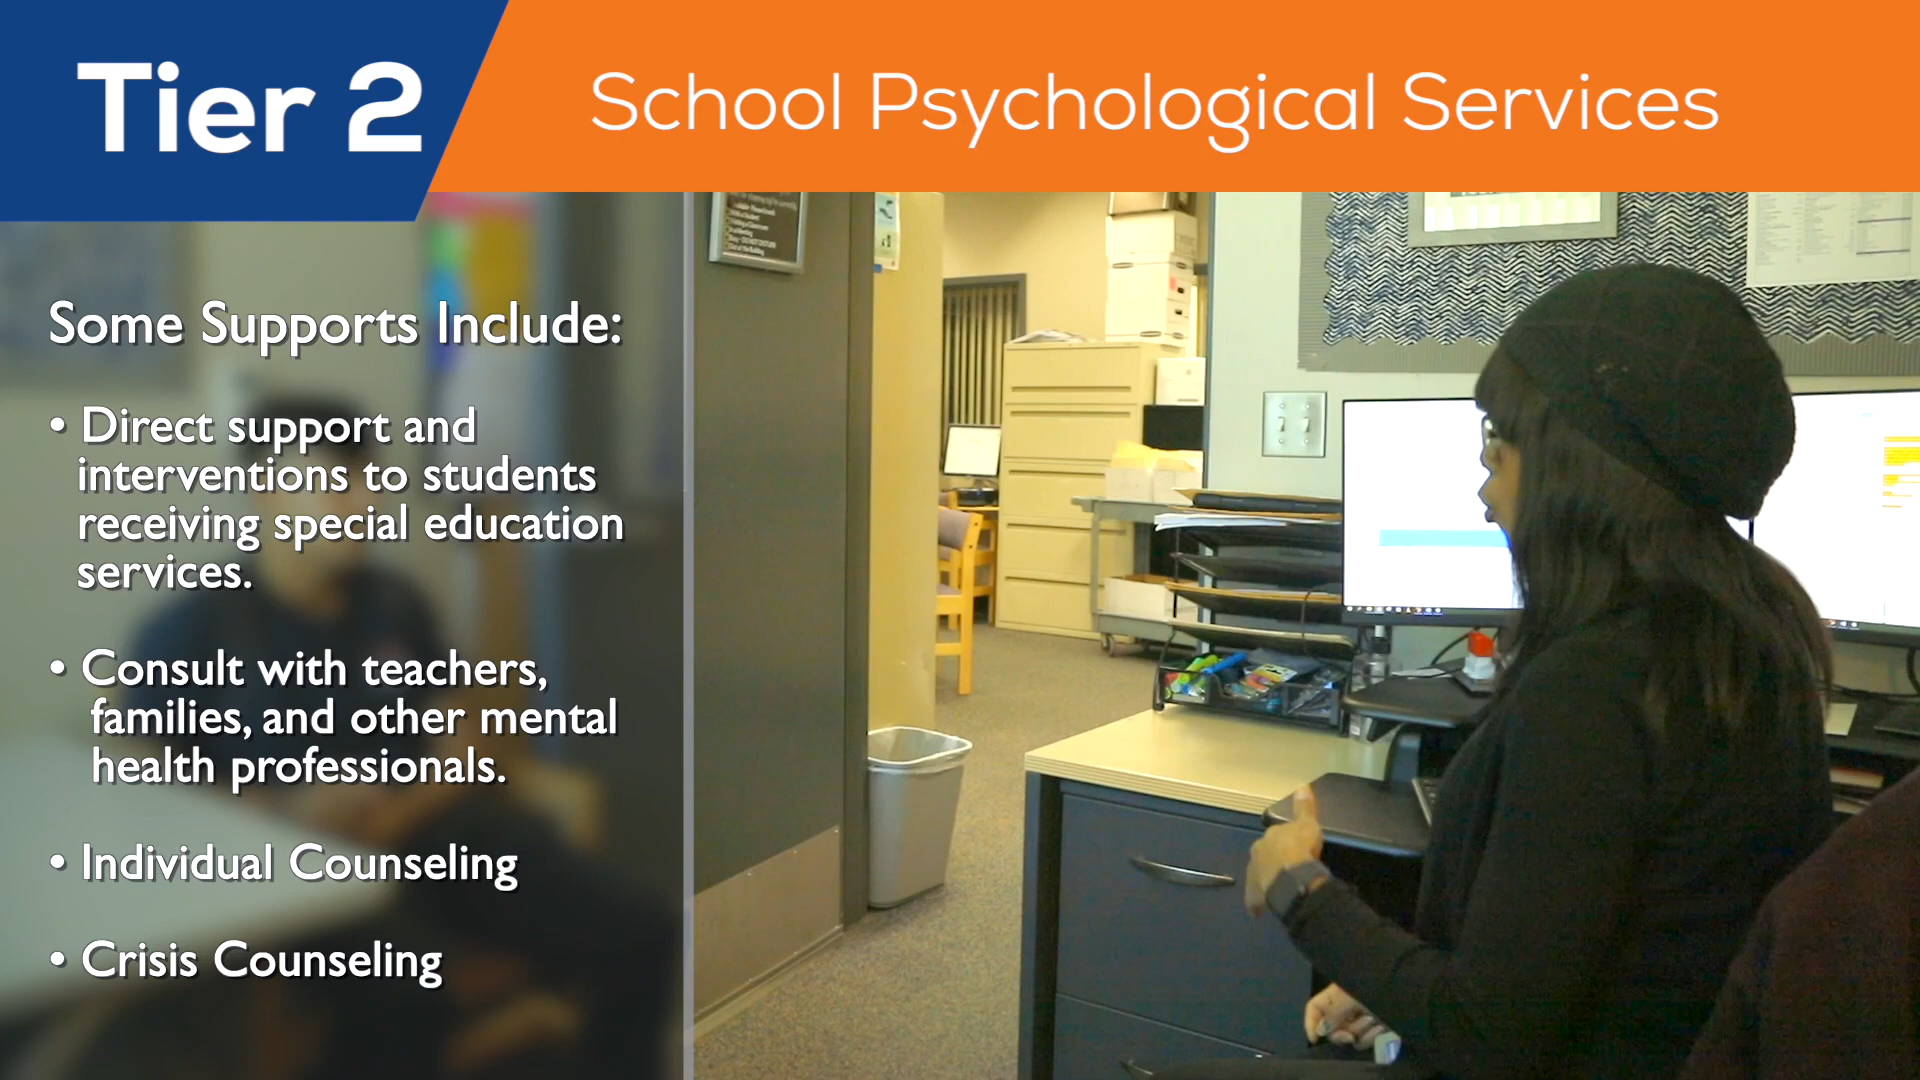 Tier 2
School Psychological Services
Some Supports Include:
• Direct support and
interventions to students
receiving special education
services.
• Consult with teachers,
families, and other mental
health professionals.
• Individual Counseling
• Crisis Counseling